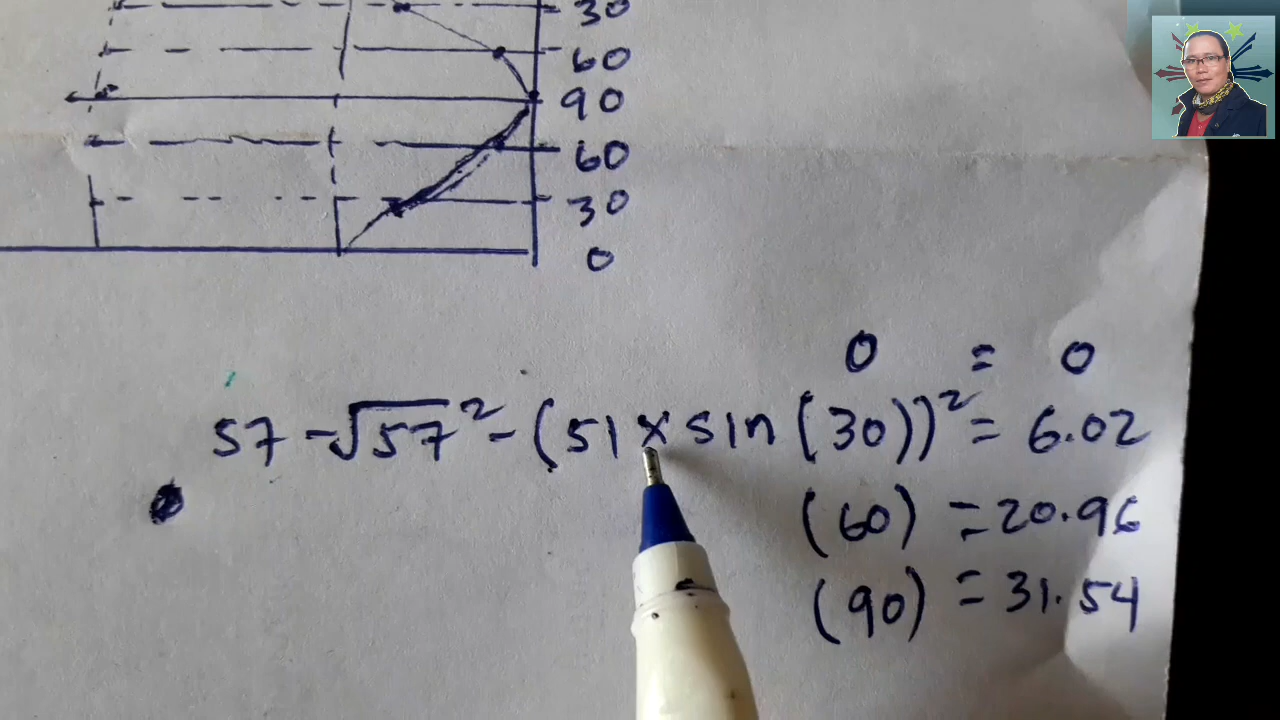 30
60
90
60
30
0
0 = 0
57 - √57² - (51 x sin (30))² = 6.02
(60) = 20.96
(90) = 31.54